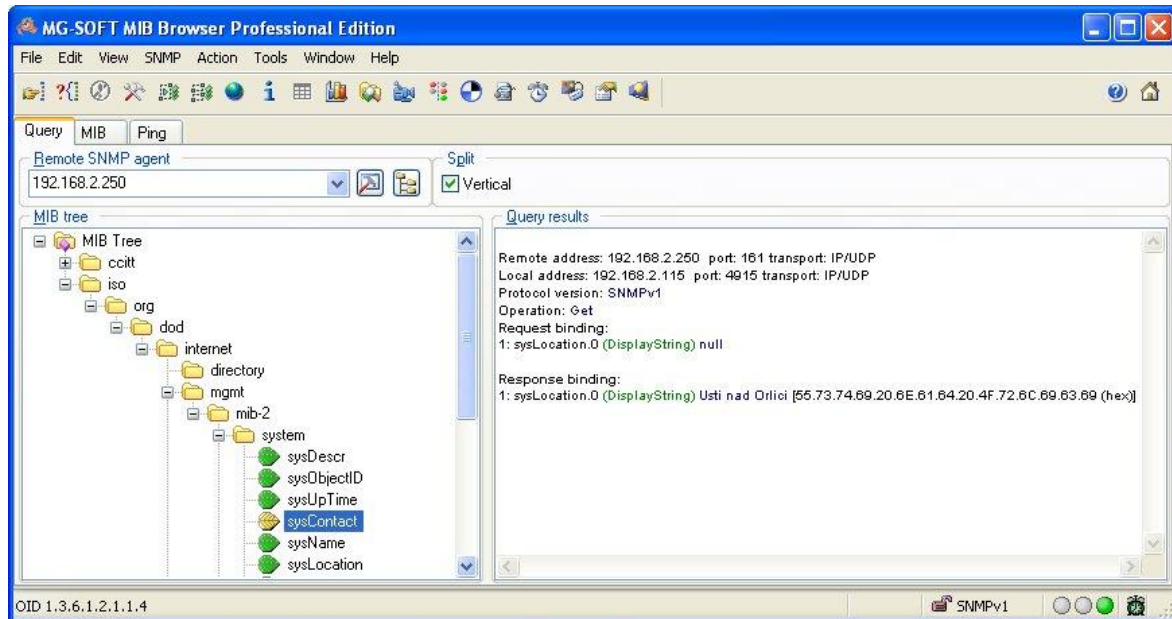 MG-SOFT MIB Browser Professional Edition
File Edit View SNMP Action Tools Window Help
Query MIB Ping
Remote SNMP agent
192.168.2.250
Split
Vertical
MIB tree
MIB Tree
ccitt
iso
org
dod
internet
directory
mgmt
mib-2
system
sysDescr
sysObjectID
sysUpTime
sysContact
sysName
sysLocation
Query results
Remote address: 192.168.2.250 port: 161 transport: IP/UDP
Local address: 192.168.2.115 port: 4915 transport: IP/UDP
Protocol version: SNMPv1
Operation: Get
Request binding:
1: sysLocation.0 (DisplayString) null
Response binding:
1: sysLocation.0 (DisplayString) Usti nad Orlici [55.73.74.69.20.6E.61.64.20.4F.72.6C.69.63.69 (hex)]
OID 1.3.6.1.2.1.1.4
SNMPv1